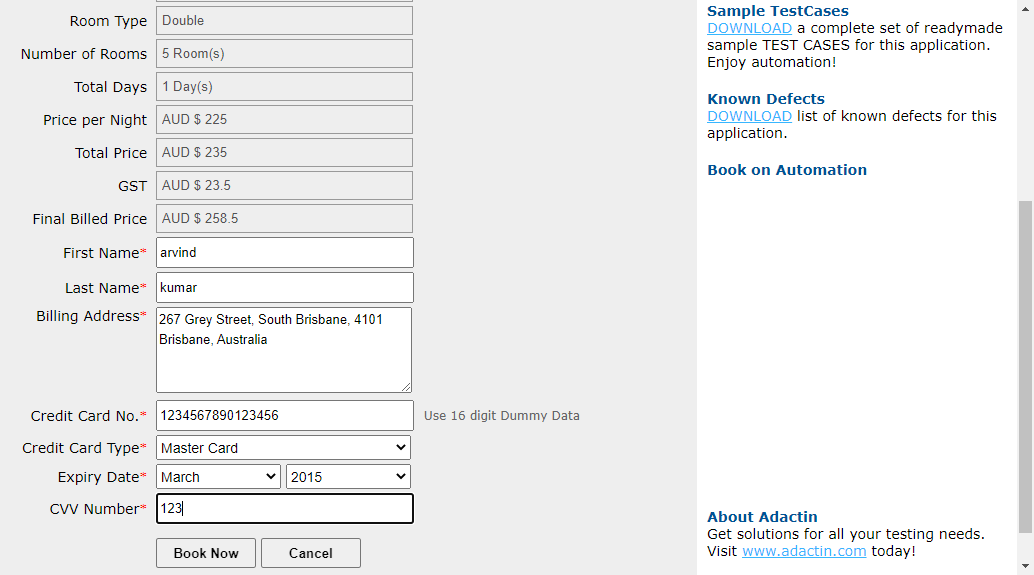 Room Type Double
Number of Rooms 5 Room(s)
Total Days 1 Day(s)
Price per Night AUD $ 225
Total Price AUD $ 235
GST AUD $ 23.5
Final Billed Price AUD $ 258.5
First Name* arvind
Last Name* kumar
Billing Address* 267 Grey Street, South Brisbane, 4101
Brisbane, Australia
Credit Card No.* 1234567890123456 Use 16 digit Dummy Data
Credit Card Type* Master Card
Expiry Date* March 2015
CVV Number* 123
Book Now Cancel
Sample TestCases
DOWNLOAD a complete set of readymade
sample TEST CASES for this application.
Enjoy automation!
Known Defects
DOWNLOAD list of known defects for this
application.
Book on Automation
About Adactin
Get solutions for all your testing needs.
Visit www.adactin.com today!